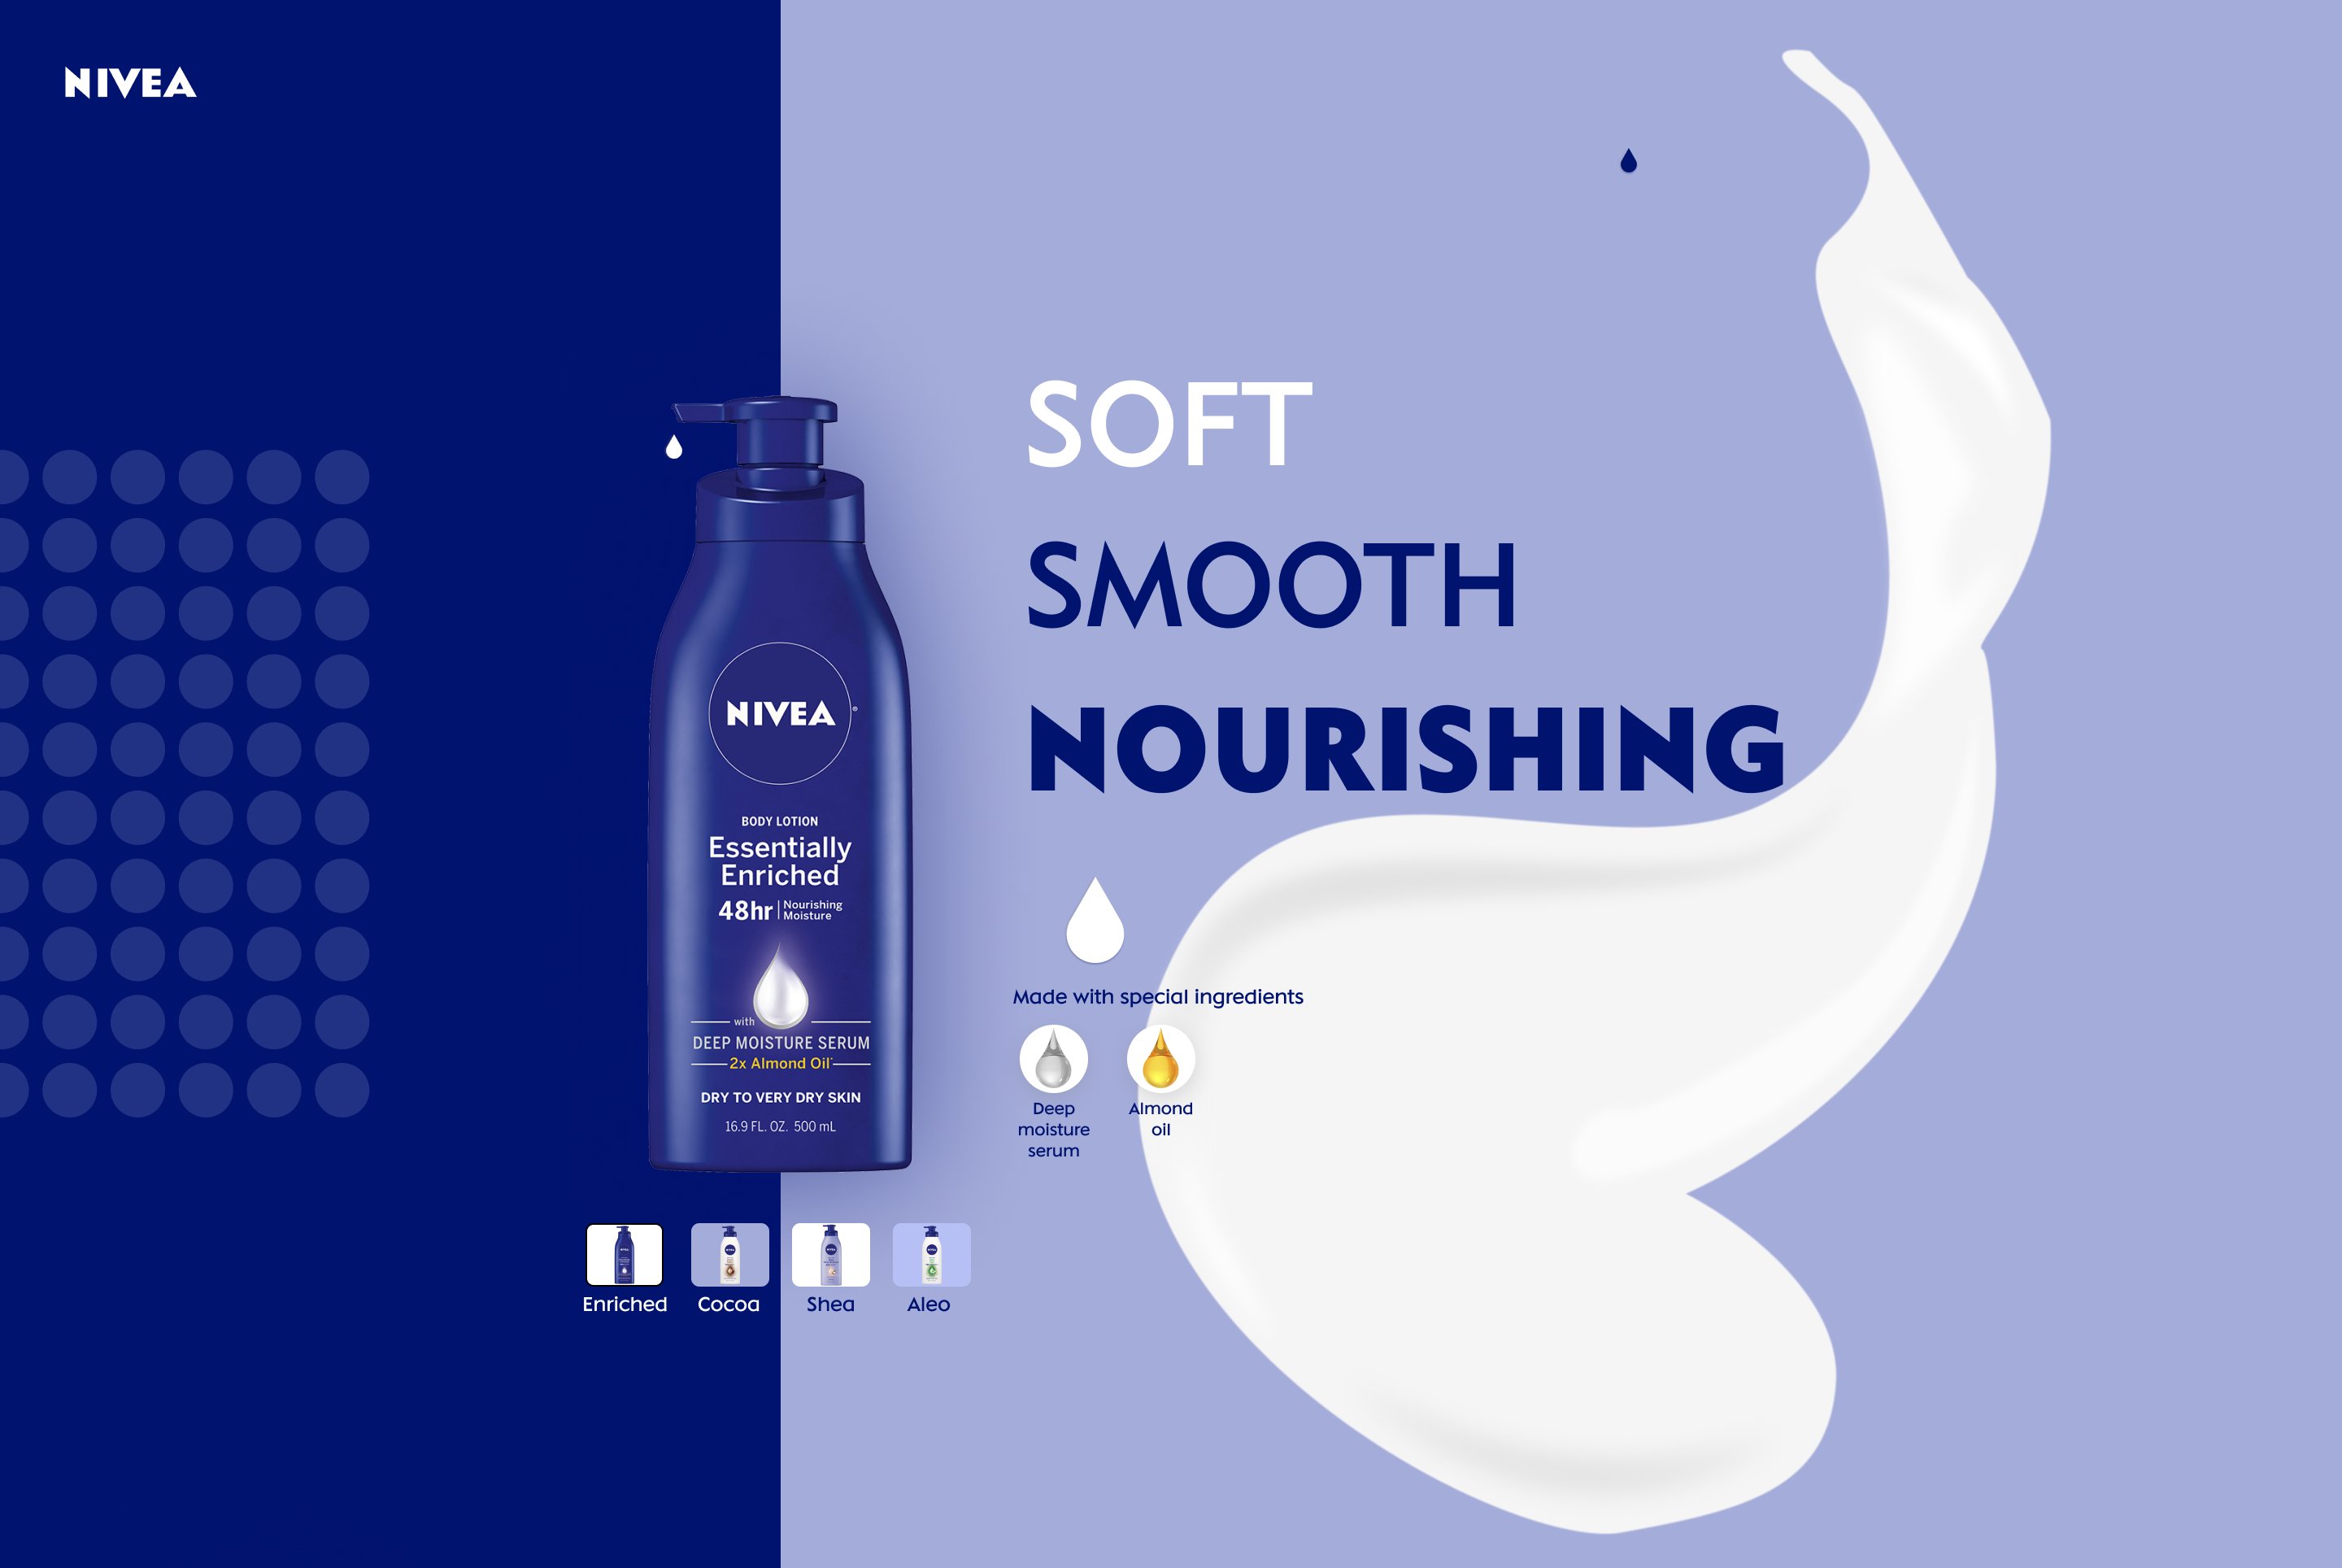 NIVEA
SOFT
SMOOTH
NOURISHING
NIVEA®
BODY LOTION
Essentially
Enriched
48hr | Nourishing
Moisture
with
DEEP MOISTURE SERUM
2x Almond Oil*
DRY TO VERY DRY SKIN
16.9 FL. OZ. 500 mL
Made with special ingredients
Deep
moisture
serum
Almond
oil
Enriched
Cocoa
Shea
Aleo